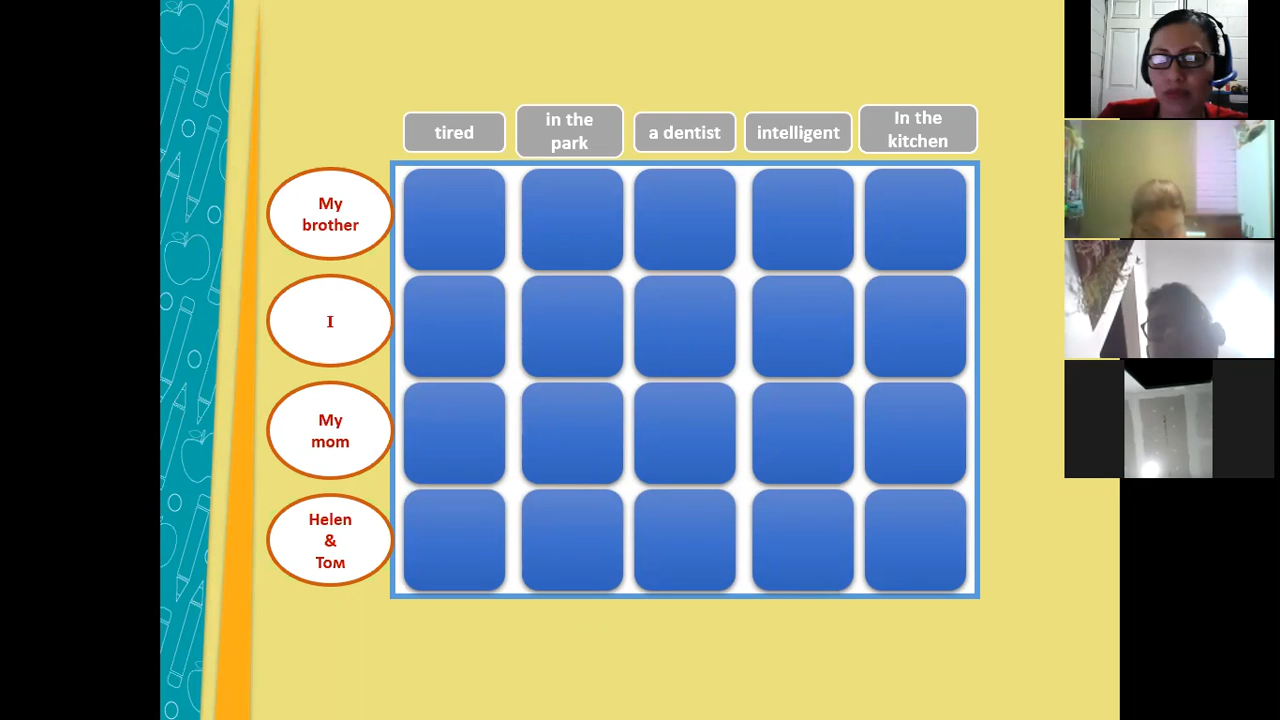 tired
in the
park
a dentist
intelligent
In the
kitchen
My
brother
I
My
mom
Helen
&
Tom